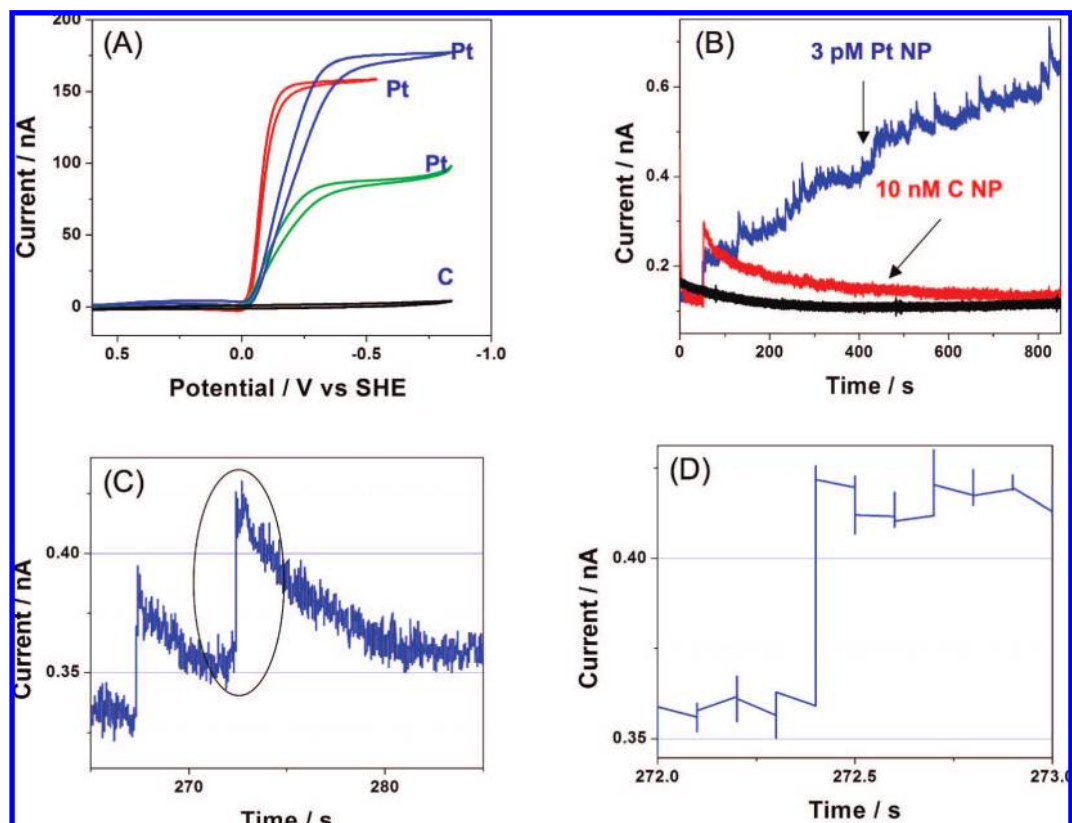 (A)
200
150
100
50
0
Current / nA
Pt
Pt
Pt
C
0.5
0.0
-0.5
-1.0
Potential / V vs SHE
(B)
0.6
0.4
0.2
Current / nA
3 pM Pt NP
10 nM C NP
0
200
400
600
800
Time / s
(C)
0.40
0.35
Current / nA
270
280
Time / s
(D)
0.40
0.35
Current / nA
272.0
272.5
273.0
Time / s